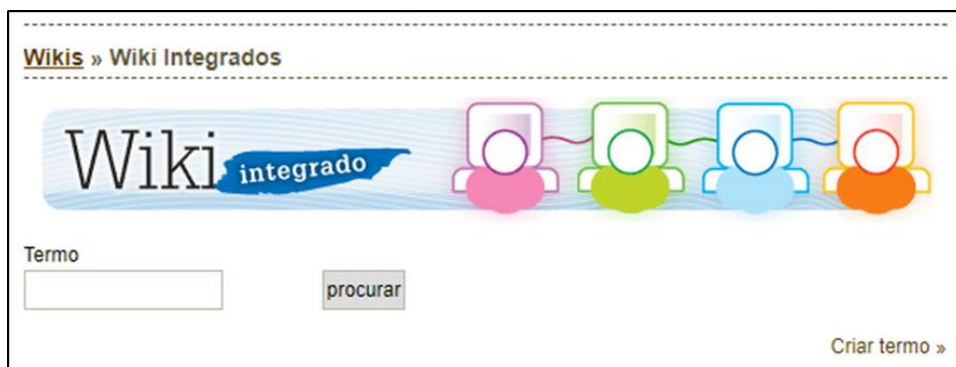 Wikis » Wiki Integrados
Wiki integrado
Termo
procurar
Criar termo »